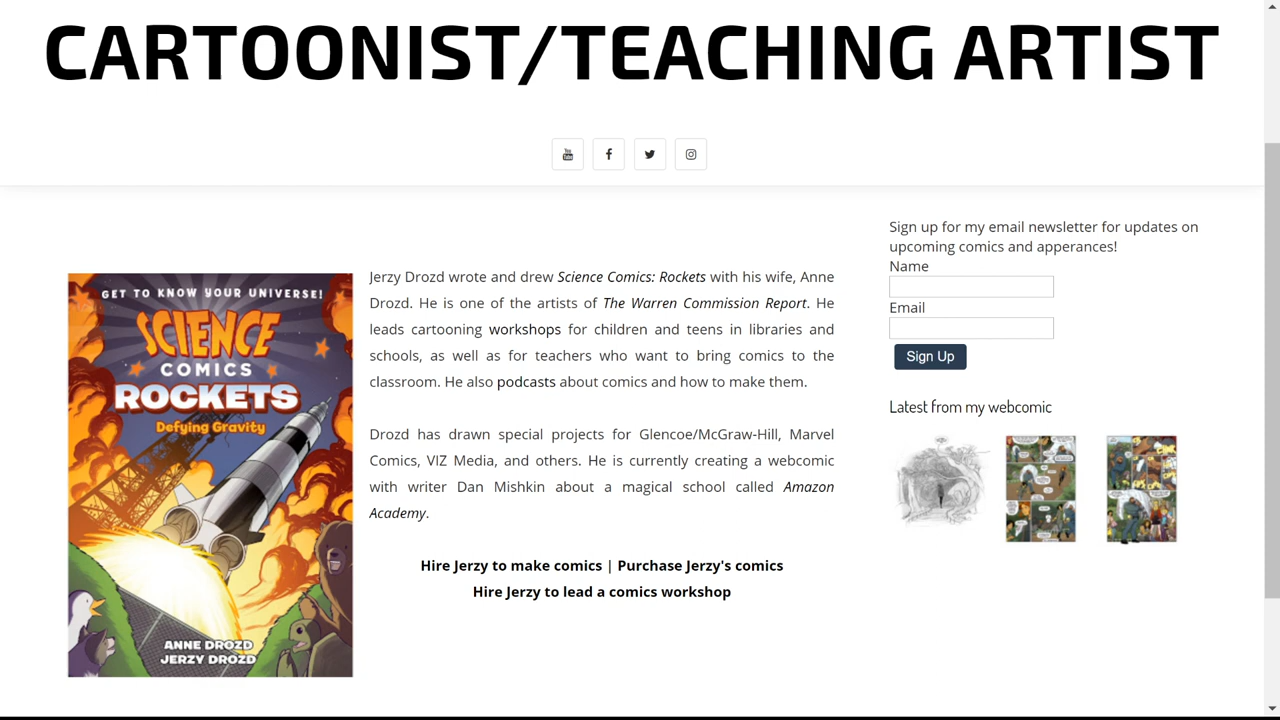 CARTOONIST/TEACHING ARTIST
Jerzy Drozd wrote and drew Science Comics: Rockets with his wife, Anne
Drozd. He is one of the artists of The Warren Commission Report. He
leads cartooning workshops for children and teens in libraries and
schools, as well as for teachers who want to bring comics to the
classroom. He also podcasts about comics and how to make them.
Drozd has drawn special projects for Glencoe/McGraw-Hill, Marvel
Comics, VIZ Media, and others. He is currently creating a webcomic
with writer Dan Mishkin about a magical school called Amazon
Academy.
Hire Jerzy to make comics | Purchase Jerzy's comics
Hire Jerzy to lead a comics workshop
GET TO KNOW YOUR UNIVERSE!
SCIENCE
COMICS
ROCKETS
Defying Gravity
ANNE DROZD
JERZY DROZD
Sign up for my email newsletter for updates on
upcoming comics and apperances!
Name
Email
Sign Up
Latest from my webcomic